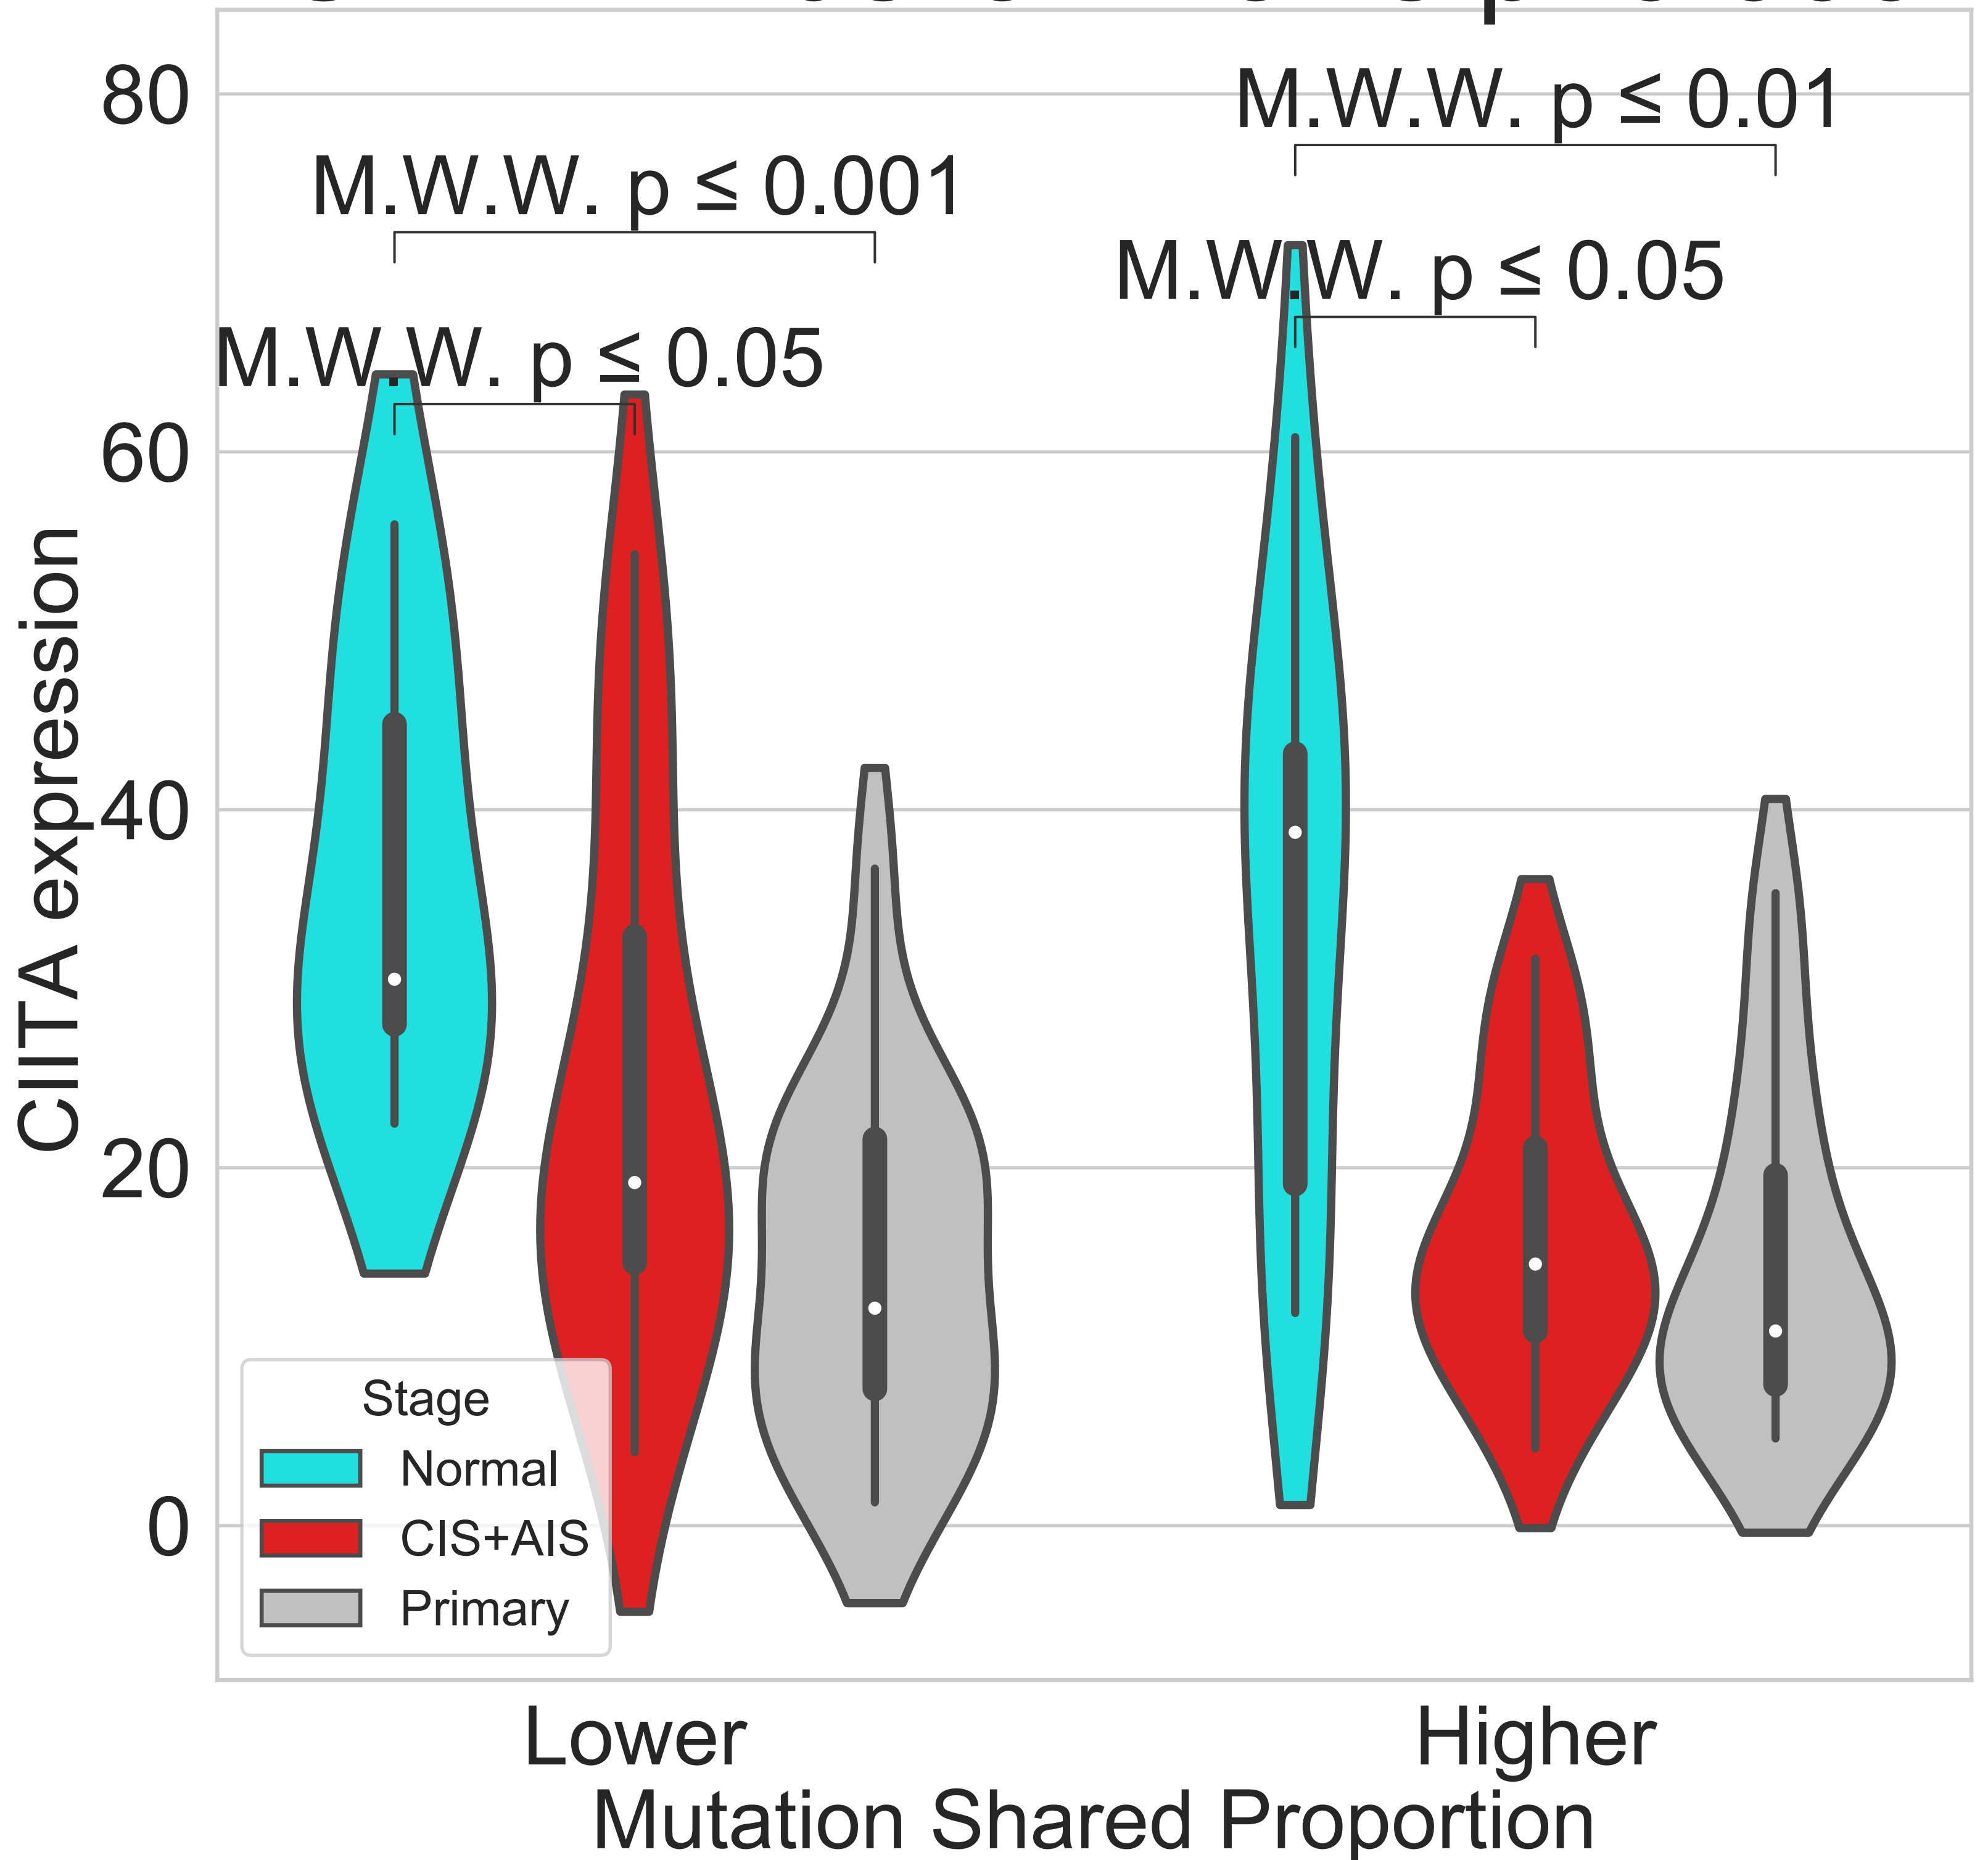 80
60
40
20
0
CIITA expression
M.W.W. p ≤ 0.01
M.W.W. p ≤ 0.001
M.W.W. p ≤ 0.05
M.W.W. p ≤ 0.05
Stage
Normal
CIS+AIS
Primary
Lower
Higher
Mutation Shared Proportion